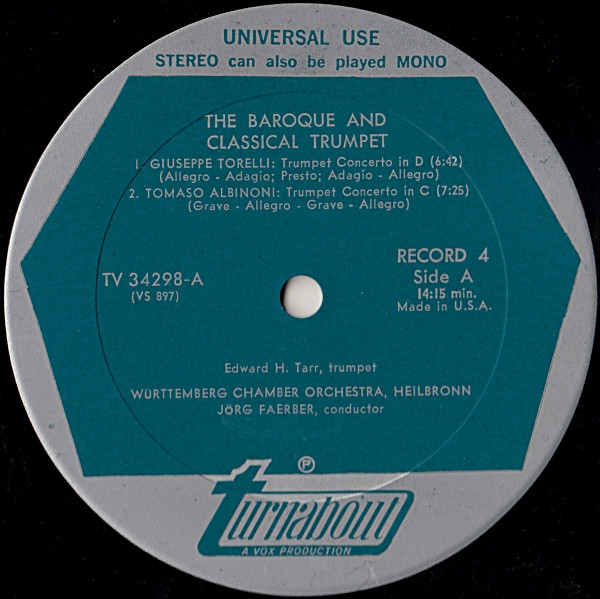 UNIVERSAL USE
STEREO can also be played MONO
THE BAROQUE AND
CLASSICAL TRUMPET
1. GIUSEPPE TORELLI: Trumpet Concerto in D (6:42)
(Allegro - Adagio; Presto; Adagio - Allegro)
2. TOMASO ALBINONI: Trumpet Concerto in C (7:25)
(Grave - Allegro - Grave - Allegro)
TV 34298-A
(VS 897)
RECORD 4
Side A
14:15 min.
Made in U.S.A.
Edward H. Tarr, trumpet
WÜRTTEMBERG CHAMBER ORCHESTRA, HEILBRONN
JÖRG FAERBER, conductor
℗
turnabout
A VOX PRODUCTION